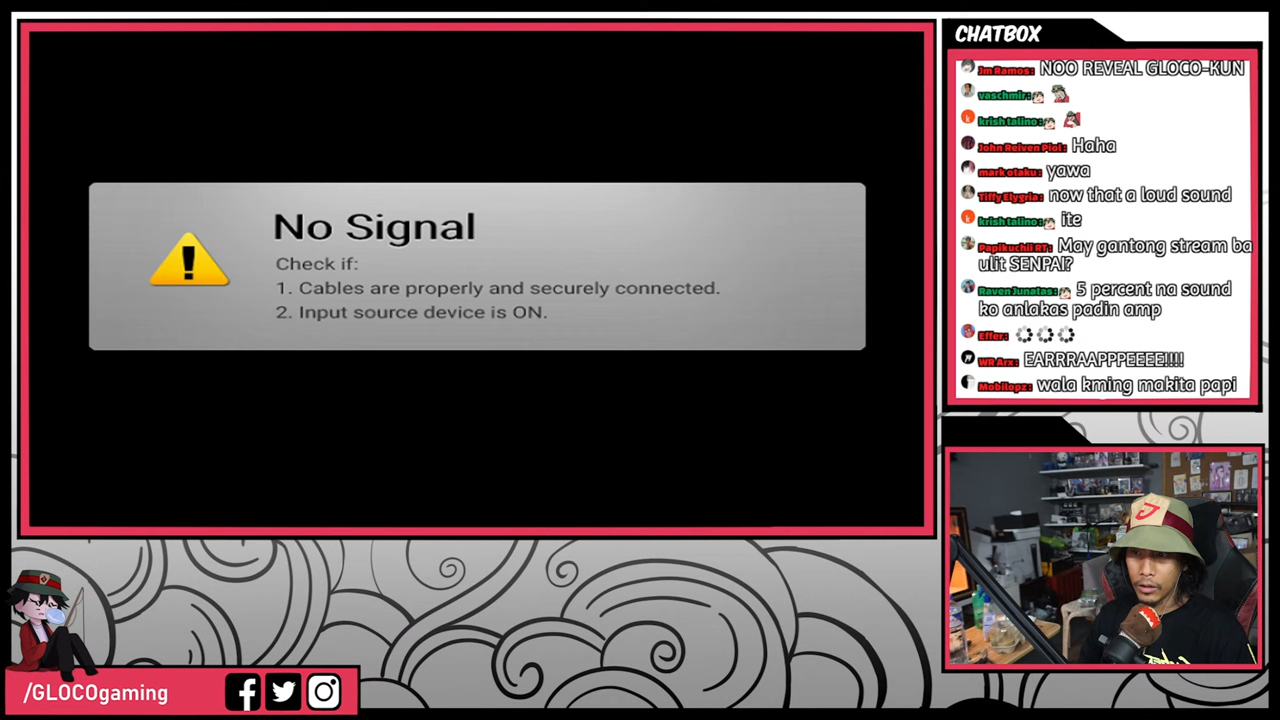 CHATBOX
Jm Ramos: NOO REVEAL GLOCO-KUN
vaschmir:
krish talino:
John Reiven Plol: Haha
mark otaku: yawa
Tiffy Elygria: now that a loud sound
krish talino: ite
Papikuchii RT: May gantong stream ba
ulit SENPAI?
Raven Junatas: 5 percent na sound
ko anlakas padin amp
Effer:
WR Arx: EARRRAAPPPEEEE!!!!
Mobilopz: wala kming makita papi
No Signal
Check if:
1. Cables are properly and securely connected.
2. Input source device is ON.
/GLOCOgaming